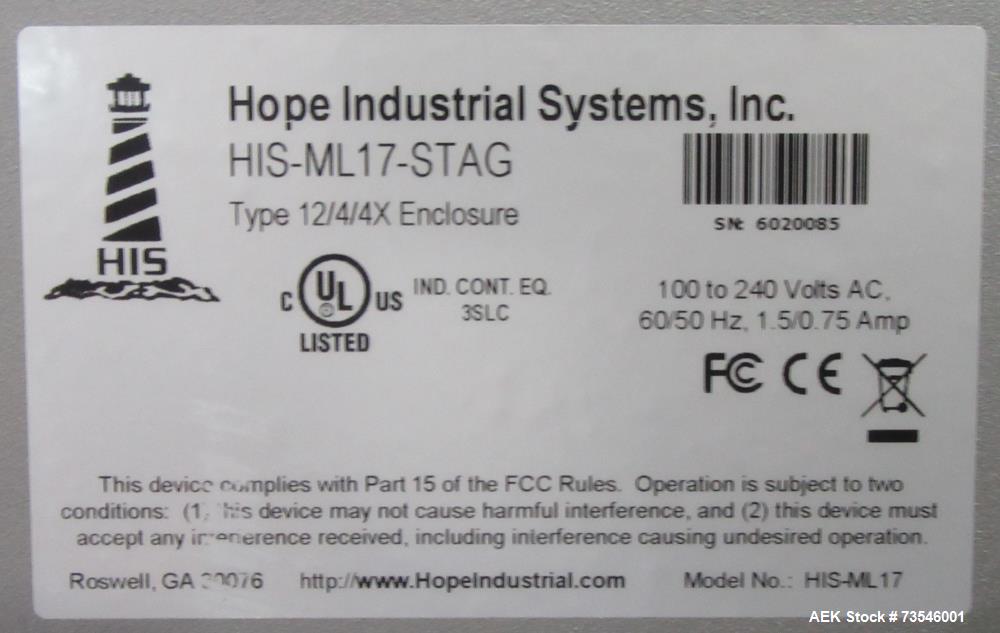 Hope Industrial Systems, Inc.
HIS-ML17-STAG
Type 12/4/4X Enclosure
SN: 6020085
HIS
C UL US
LISTED
IND. CONT. EQ.
3SLC
100 to 240 Volts AC,
60/50 Hz, 1.5/0.75 Amp
FC CE
This device complies with Part 15 of the FCC Rules. Operation is subject to two
conditions: (1) this device may not cause harmful interference, and (2) this device must
accept any interference received, including interference causing undesired operation.
Roswell, GA 30076 http://www.HopeIndustrial.com Model No.: HIS-ML17
AEK Stock # 73546001